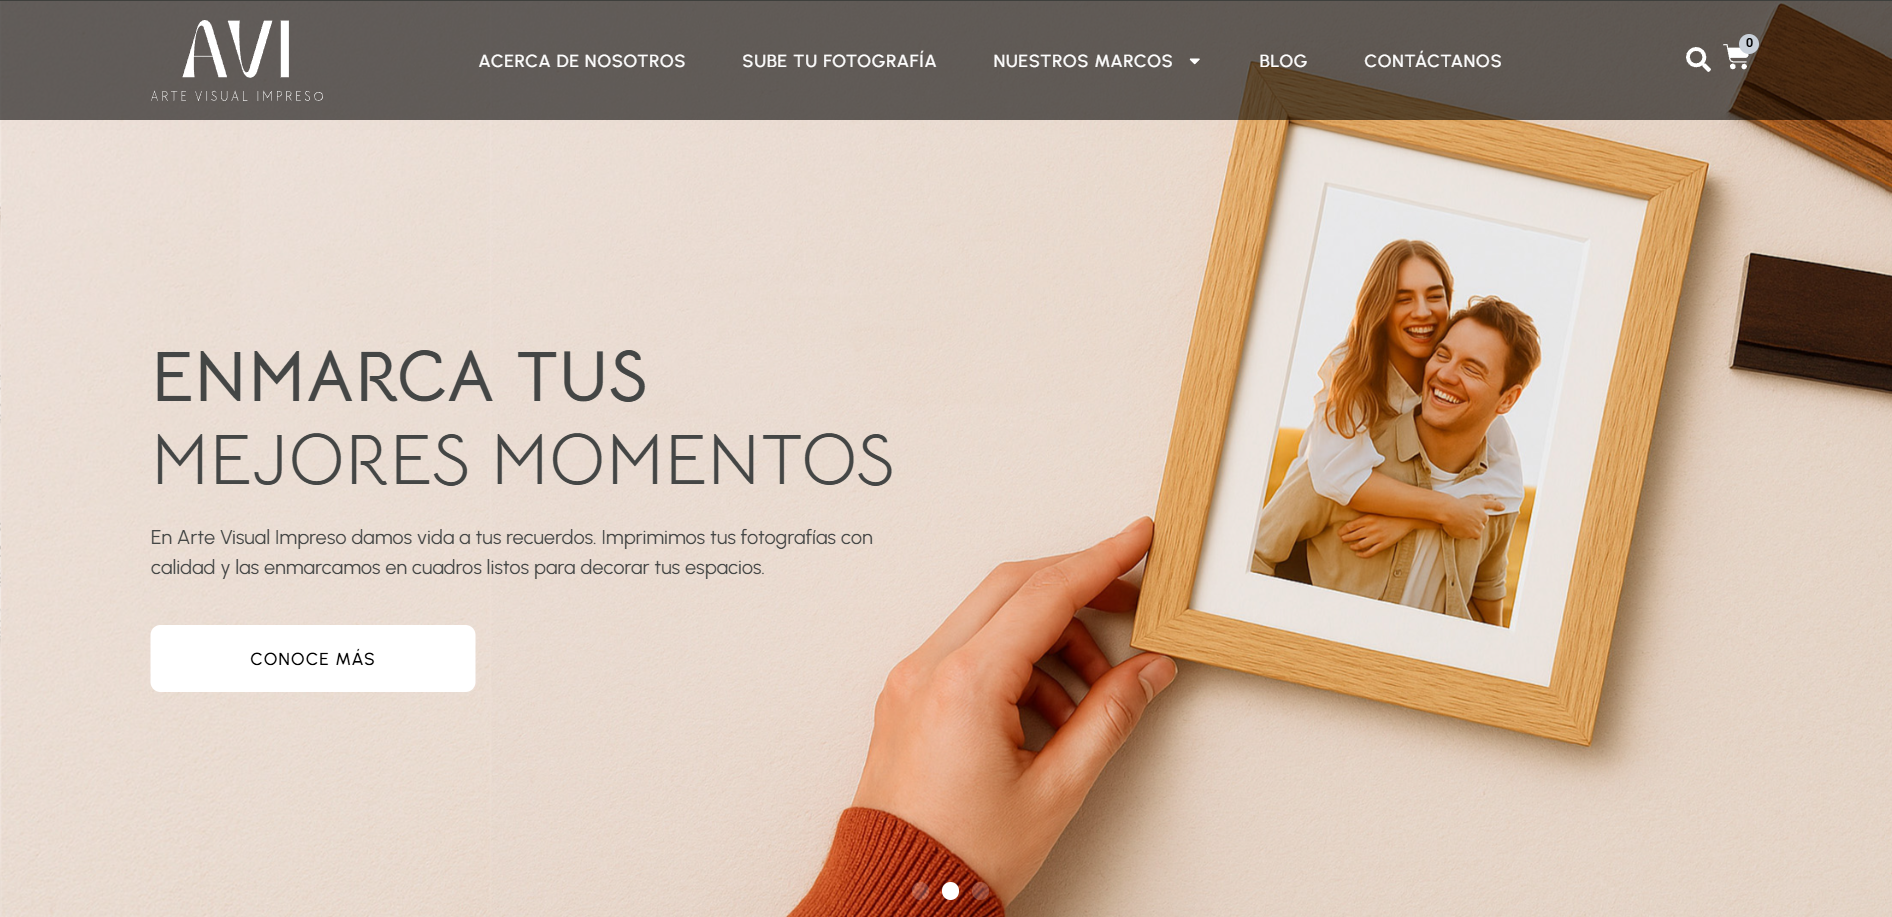 AVI
ARTE VISUAL IMPRESO
ACERCA DE NOSOTROS
SUBE TU FOTOGRAFÍA
NUESTROS MARCOS
BLOG
CONTÁCTANOS
0
ENMARCA TUS
MEJORES MOMENTOS
En Arte Visual Impreso damos vida a tus recuerdos. Imprimimos tus fotografías con
calidad y las enmarcamos en cuadros listos para decorar tus espacios.
CONOCE MÁS